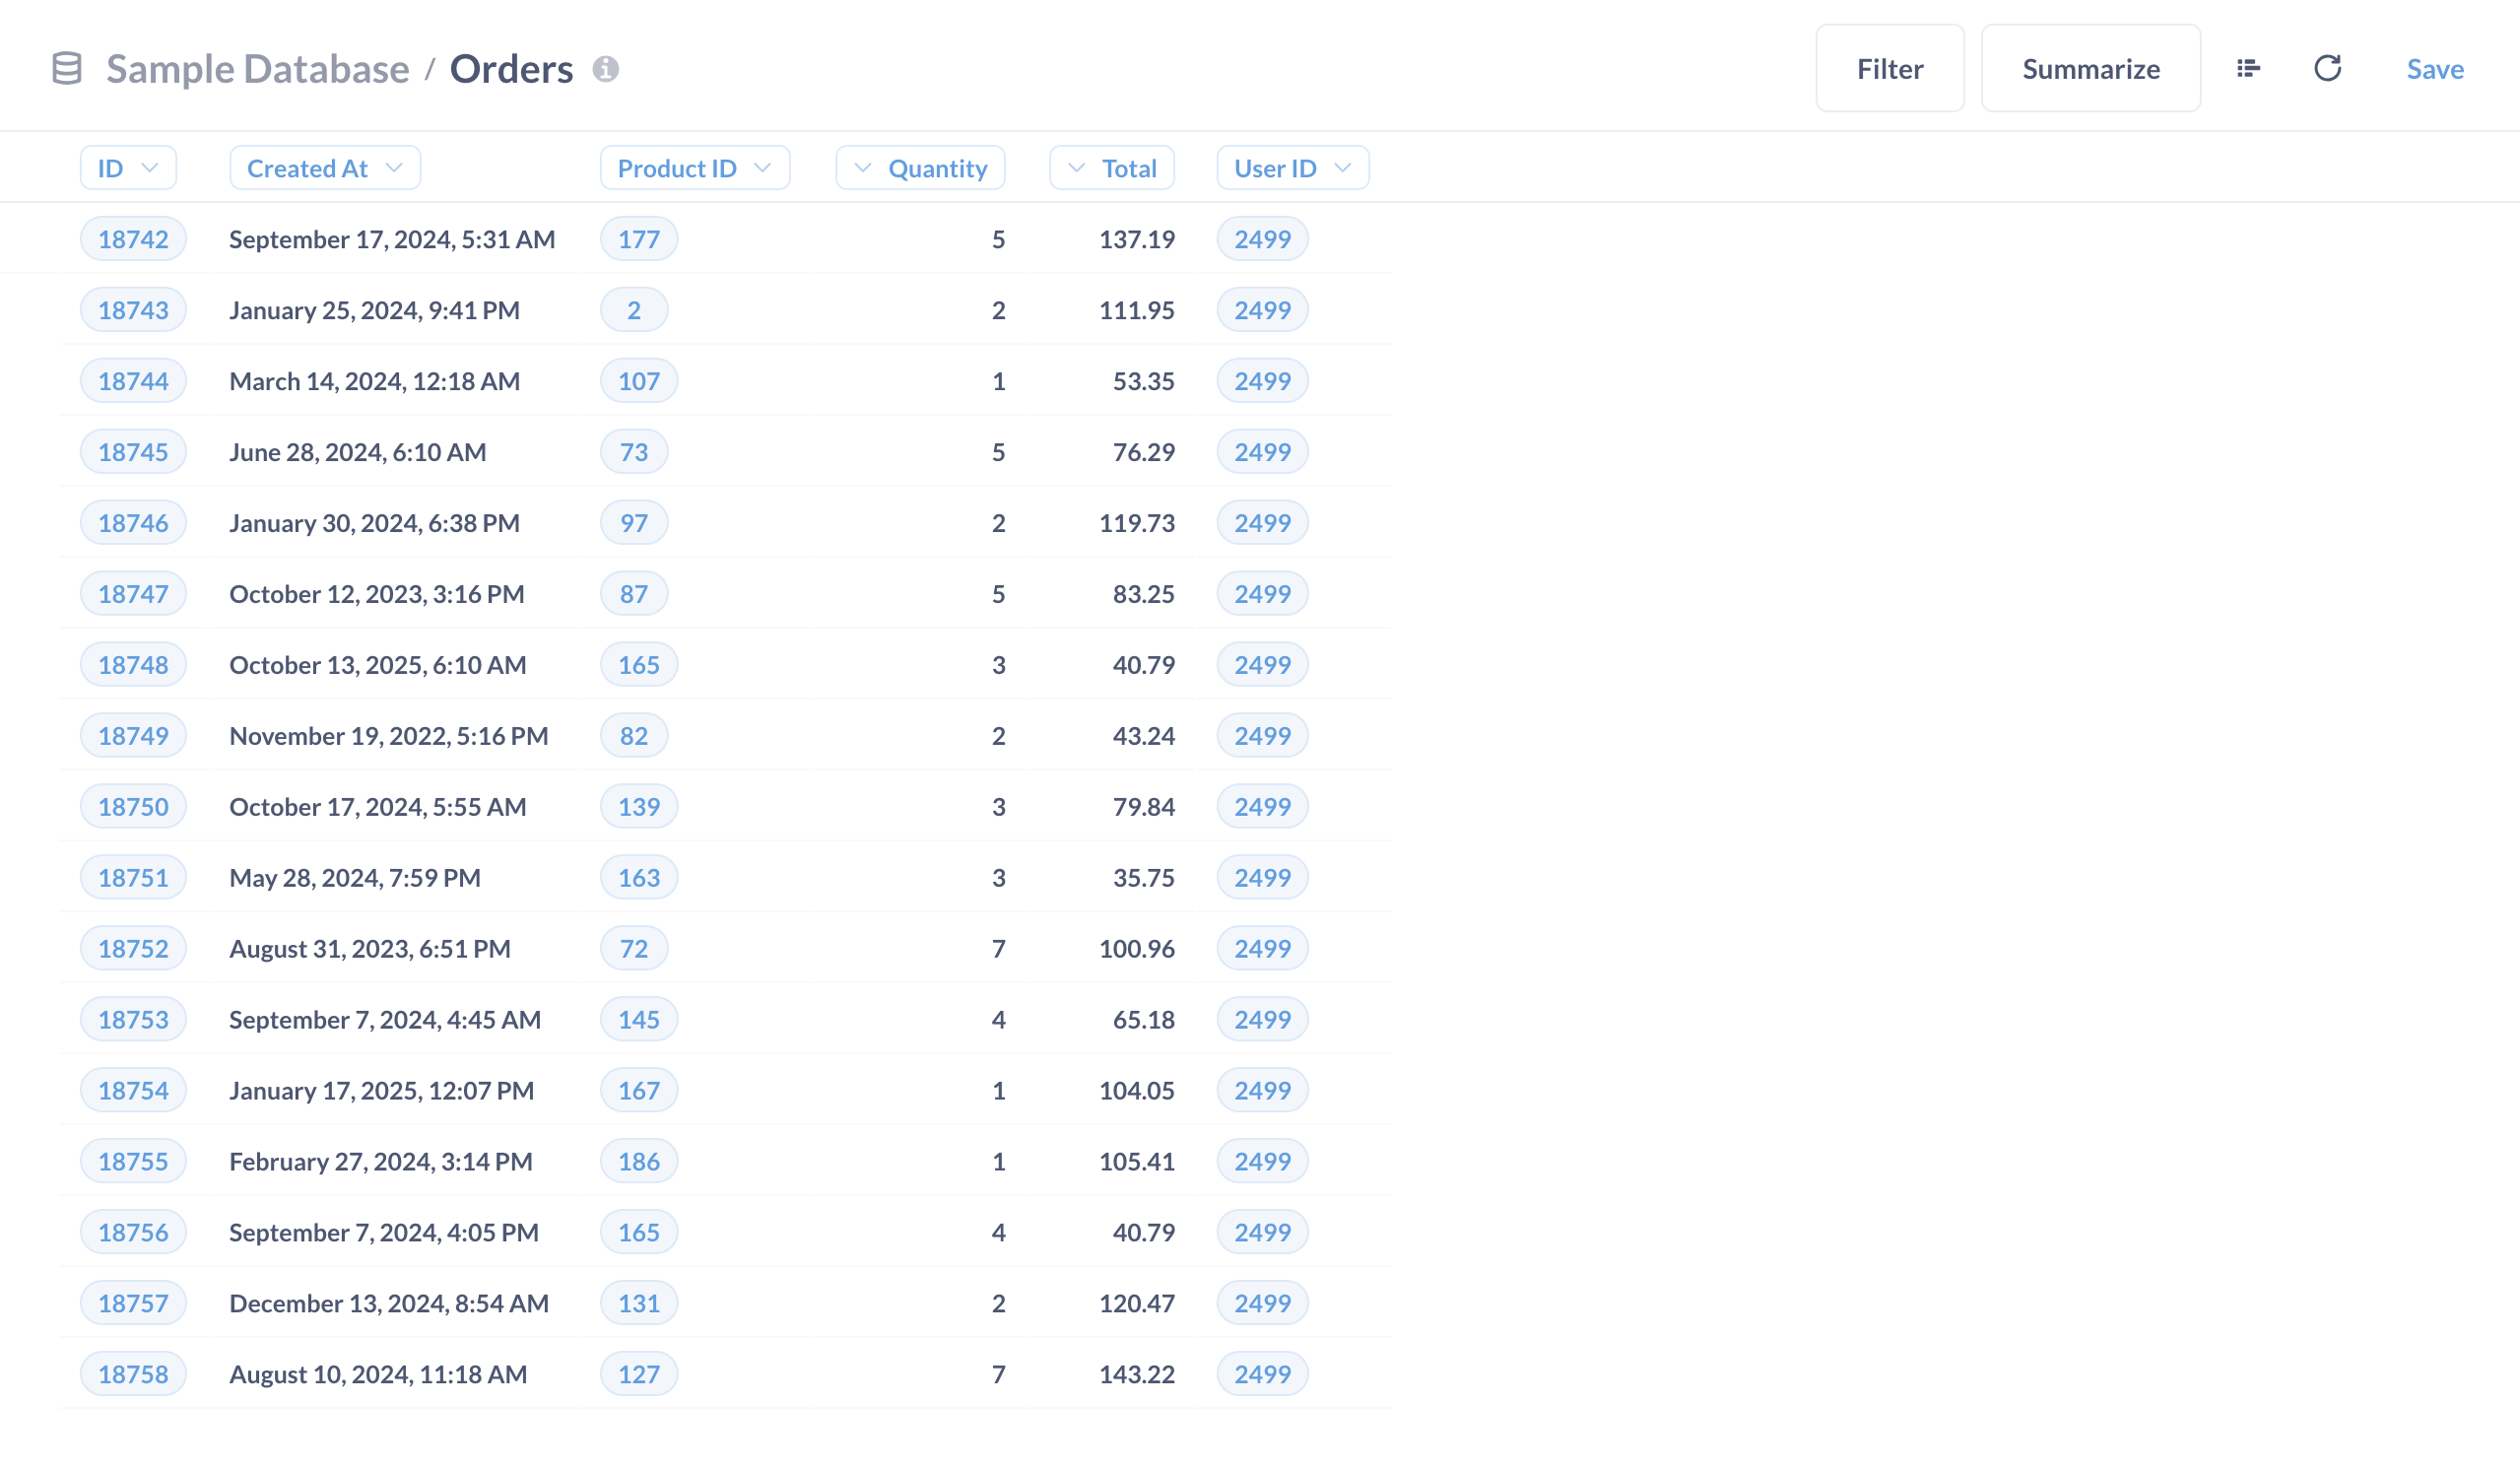 Sample Database / Orders Filter Summarize Save
ID Created At Product ID Quantity Total User ID
18742 September 17, 2024, 5:31 AM 177 5 137.19 2499
18743 January 25, 2024, 9:41 PM 2 2 111.95 2499
18744 March 14, 2024, 12:18 AM 107 1 53.35 2499
18745 June 28, 2024, 6:10 AM 73 5 76.29 2499
18746 January 30, 2024, 6:38 PM 97 2 119.73 2499
18747 October 12, 2023, 3:16 PM 87 5 83.25 2499
18748 October 13, 2025, 6:10 AM 165 3 40.79 2499
18749 November 19, 2022, 5:16 PM 82 2 43.24 2499
18750 October 17, 2024, 5:55 AM 139 3 79.84 2499
18751 May 28, 2024, 7:59 PM 163 3 35.75 2499
18752 August 31, 2023, 6:51 PM 72 7 100.96 2499
18753 September 7, 2024, 4:45 AM 145 4 65.18 2499
18754 January 17, 2025, 12:07 PM 167 1 104.05 2499
18755 February 27, 2024, 3:14 PM 186 1 105.41 2499
18756 September 7, 2024, 4:05 PM 165 4 40.79 2499
18757 December 13, 2024, 8:54 AM 131 2 120.47 2499
18758 August 10, 2024, 11:18 AM 127 7 143.22 2499